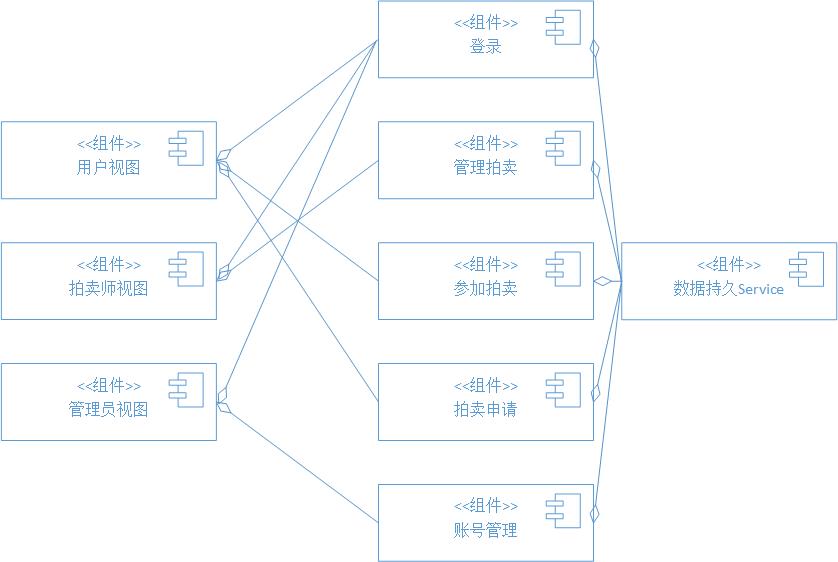 <<组件>>
登录
<<组件>>
用户视图
<<组件>>
管理拍卖
<<组件>>
拍卖师视图
<<组件>>
参加拍卖
<<组件>>
数据持久Service
<<组件>>
管理员视图
<<组件>>
拍卖申请
<<组件>>
账号管理